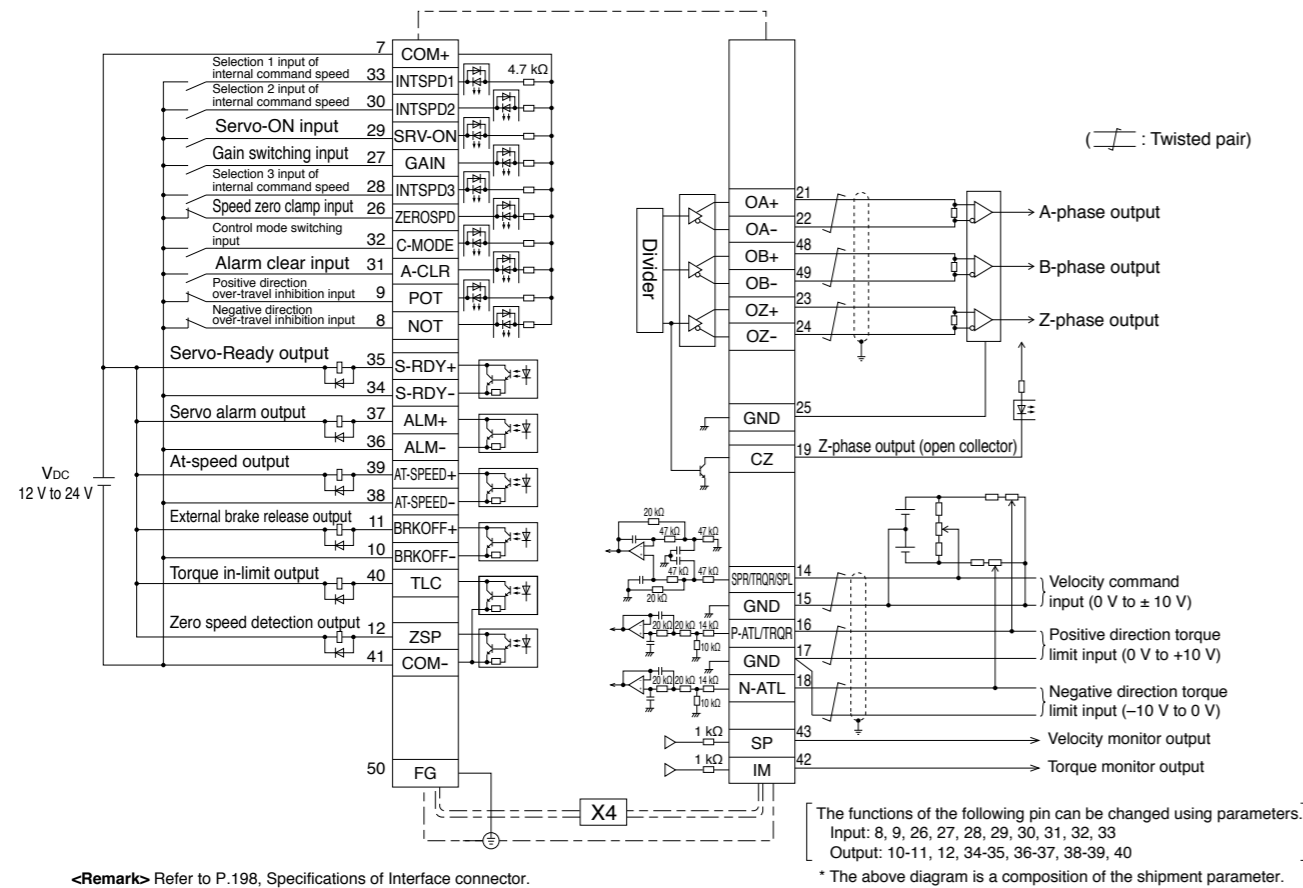 7 COM+
Selection 1 input of
internal command speed 33 INTSPD1 4.7 kΩ
Selection 2 input of
internal command speed 30 INTSPD2
Servo-ON input 29 SRV-ON
Gain switching input 27 GAIN
Selection 3 input of
internal command speed 28 INTSPD3
Speed zero clamp input 26 ZEROSPD
Control mode switching
input 32 C-MODE
Alarm clear input 31 A-CLR
Positive direction
over-travel inhibition input 9 POT
Negative direction
over-travel inhibition input 8 NOT
Servo-Ready output 35 S-RDY+
34 S-RDY−
Servo alarm output 37 ALM+
36 ALM−
At-speed output 39 AT-SPEED+
38 AT-SPEED−
VDC
12 V to 24 V
External brake release output 11 BRKOFF+
10 BRKOFF−
Torque in-limit output 40 TLC
Zero speed detection output 12 ZSP
41 COM−
50 FG
X4
( : Twisted pair)
Divider
OA+ 21
OA− 22
A-phase output
OB+ 48
OB− 49
B-phase output
OZ+ 23
OZ− 24
Z-phase output
GND 25
CZ 19 Z-phase output (open collector)
20 kΩ
47 kΩ 47 kΩ
47 kΩ 47 kΩ
20 kΩ
SPR/TRQR/SPL 14
GND 15
Velocity command
input (0 V to ± 10 V)
20 kΩ 20 kΩ 14 kΩ
10 kΩ
P-ATL/TRQR 16
GND 17
Positive direction torque
limit input (0 V to +10 V)
20 kΩ 20 kΩ 14 kΩ
10 kΩ
N-ATL 18
Negative direction torque
limit input (–10 V to 0 V)
1 kΩ SP 43 Velocity monitor output
1 kΩ IM 42 Torque monitor output
The functions of the following pin can be changed using parameters.
Input: 8, 9, 26, 27, 28, 29, 30, 31, 32, 33
Output: 10-11, 12, 34-35, 36-37, 38-39, 40
* The above diagram is a composition of the shipment parameter.
<Remark> Refer to P.198, Specifications of Interface connector.